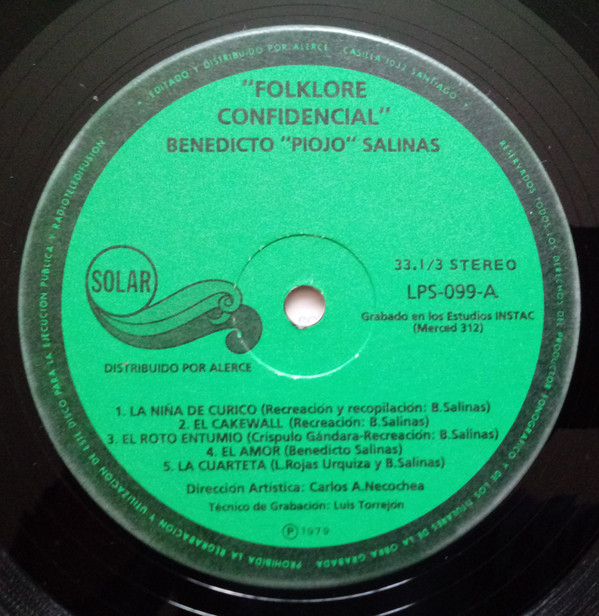 EDITADO Y DISTRIBUIDO POR ALERCE - CASILLA 1033 SANTIAGO
"FOLKLORE
CONFIDENCIAL"
BENEDICTO "PIOJO" SALINAS
SOLAR
33.1/3 STEREO
LPS-099-A
Grabado en los Estudios INSTAC
(Merced 312)
DISTRIBUIDO POR ALERCE
1. LA NIÑA DE CURICO (Recreación y recopilación: B.Salinas)
2. EL CAKEWALL (Recreación: B.Salinas)
3. EL ROTO ENTUMIO (Crispulo Gándara-Recreación: B.Salinas)
4. EL AMOR (Benedicto Salinas)
5. LA CUARTETA (L.Rojas Urquiza y B.Salinas)
Dirección Artística: Carlos A.Necochea
Técnico de Grabación: Luis Torrejón
Ⓟ 1979
RESERVADOS TODOS LOS DERECHOS DEL PRODUCTOR FONOGRAFICO Y DE LOS TITULARES DE LA OBRA GRABADA · PROHIBIDA LA REGRABACION Y UTILIZACION DE ESTE DISCO PARA LA EJECUCION PUBLICA Y RADIOTELEDIFUSION